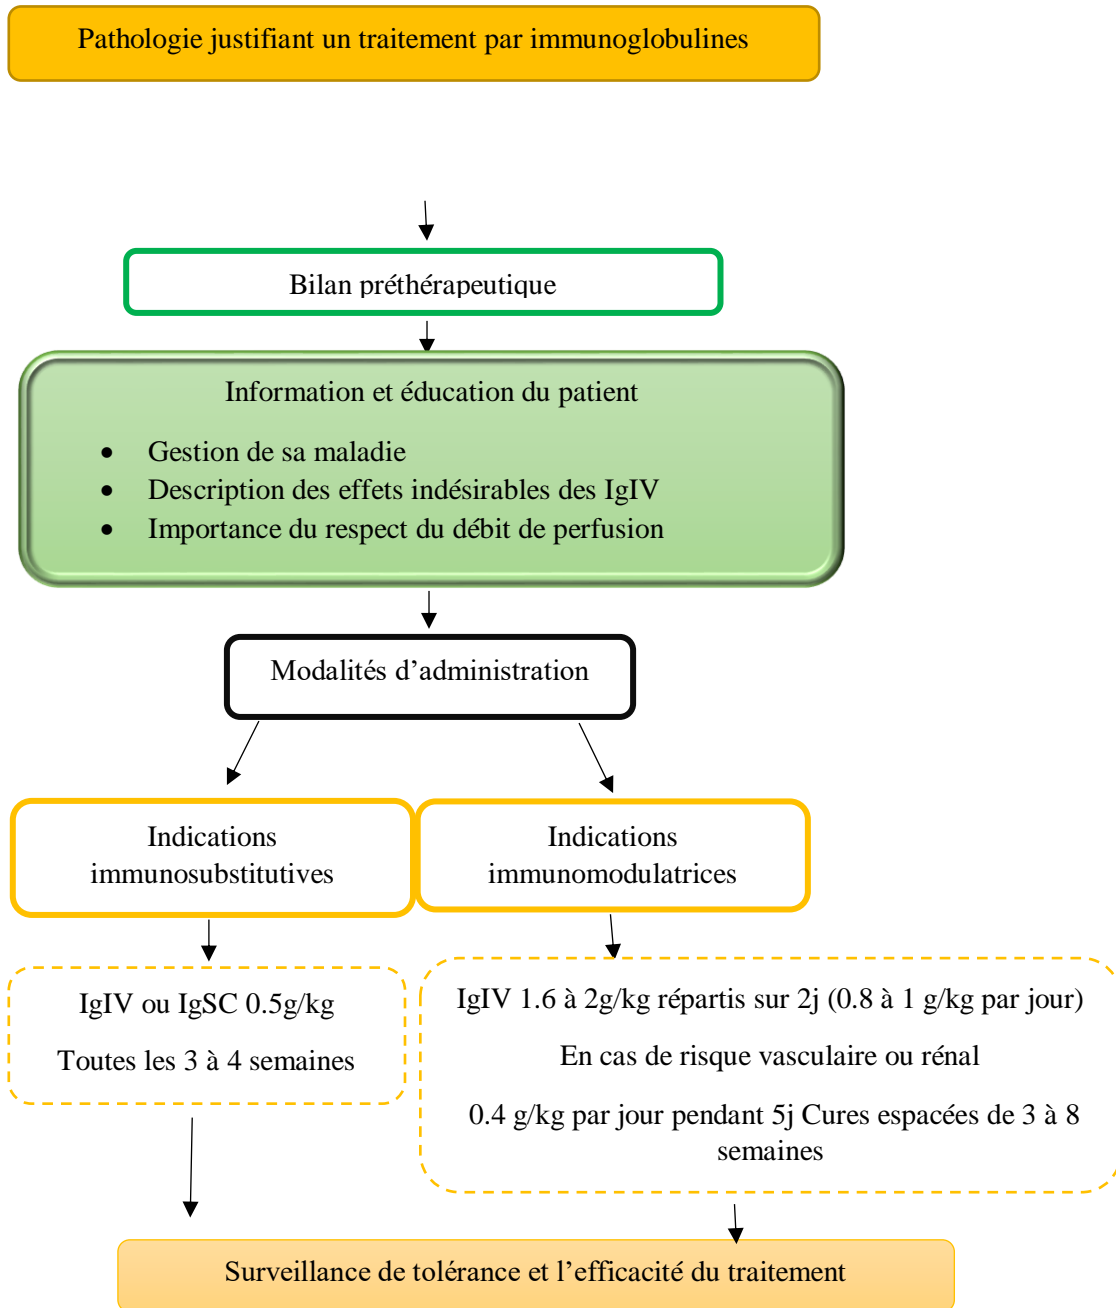 Pathologie justifiant un traitement par immunoglobulines
Bilan préthérapeutique
Information et éducation du patient
• Gestion de sa maladie
• Description des effets indésirables des IgIV
• Importance du respect du débit de perfusion
Modalités d’administration
Indications
immunosubstitutives
Indications
immunomodulatrices
IgIV ou IgSC 0.5g/kg
Toutes les 3 à 4 semaines
IgIV 1.6 à 2g/kg répartis sur 2j (0.8 à 1 g/kg par jour)
En cas de risque vasculaire ou rénal
0.4 g/kg par jour pendant 5j Cures espacées de 3 à 8
semaines
Surveillance de tolérance et l’efficacité du traitement